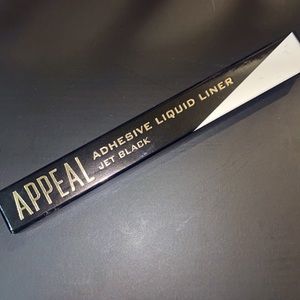 APPEAL
ADHESIVE LIQUID LINER
JET BLACK